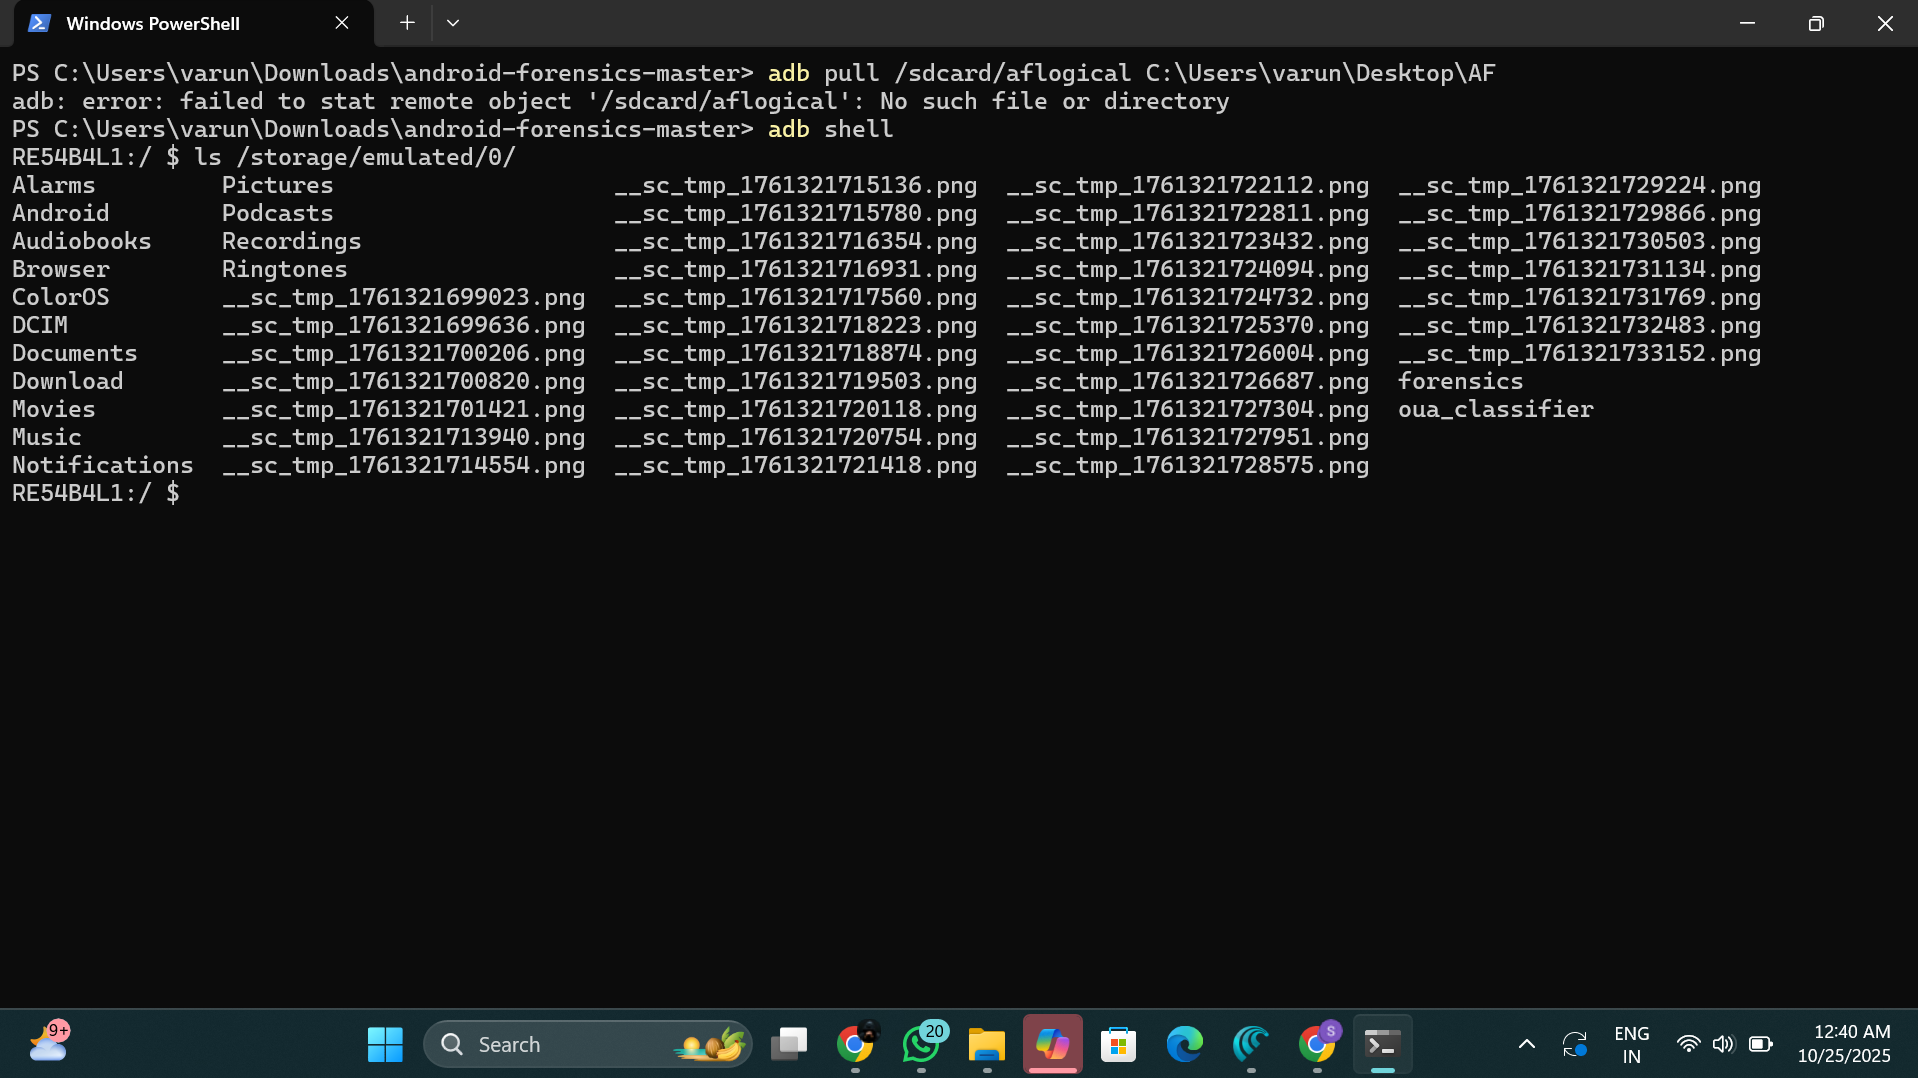 Windows PowerShell
PS C:\Users\varun\Downloads\android-forensics-master> adb pull /sdcard/aflogical C:\Users\varun\Desktop\AF
adb: error: failed to stat remote object '/sdcard/aflogical': No such file or directory
PS C:\Users\varun\Downloads\android-forensics-master> adb shell
RE54B4L1:/ $ ls /storage/emulated/0/
Alarms Pictures __sc_tmp_1761321715136.png __sc_tmp_1761321722112.png __sc_tmp_1761321729224.png
Android Podcasts __sc_tmp_1761321715780.png __sc_tmp_1761321722811.png __sc_tmp_1761321729866.png
Audiobooks Recordings __sc_tmp_1761321716354.png __sc_tmp_1761321723432.png __sc_tmp_1761321730503.png
Browser Ringtones __sc_tmp_1761321716931.png __sc_tmp_1761321724094.png __sc_tmp_1761321731134.png
ColorOS __sc_tmp_1761321699023.png __sc_tmp_1761321717560.png __sc_tmp_1761321724732.png __sc_tmp_1761321731769.png
DCIM __sc_tmp_1761321699636.png __sc_tmp_1761321718223.png __sc_tmp_1761321725370.png __sc_tmp_1761321732483.png
Documents __sc_tmp_1761321700206.png __sc_tmp_1761321718874.png __sc_tmp_1761321726004.png __sc_tmp_1761321733152.png
Download __sc_tmp_1761321700820.png __sc_tmp_1761321719503.png __sc_tmp_1761321726687.png forensics
Movies __sc_tmp_1761321701421.png __sc_tmp_1761321720118.png __sc_tmp_1761321727304.png oua_classifier
Music __sc_tmp_1761321713940.png __sc_tmp_1761321720754.png __sc_tmp_1761321727951.png
Notifications __sc_tmp_1761321714554.png __sc_tmp_1761321721418.png __sc_tmp_1761321728575.png
RE54B4L1:/ $
9+
Search
20
S
ENG
IN
12:40 AM
10/25/2025